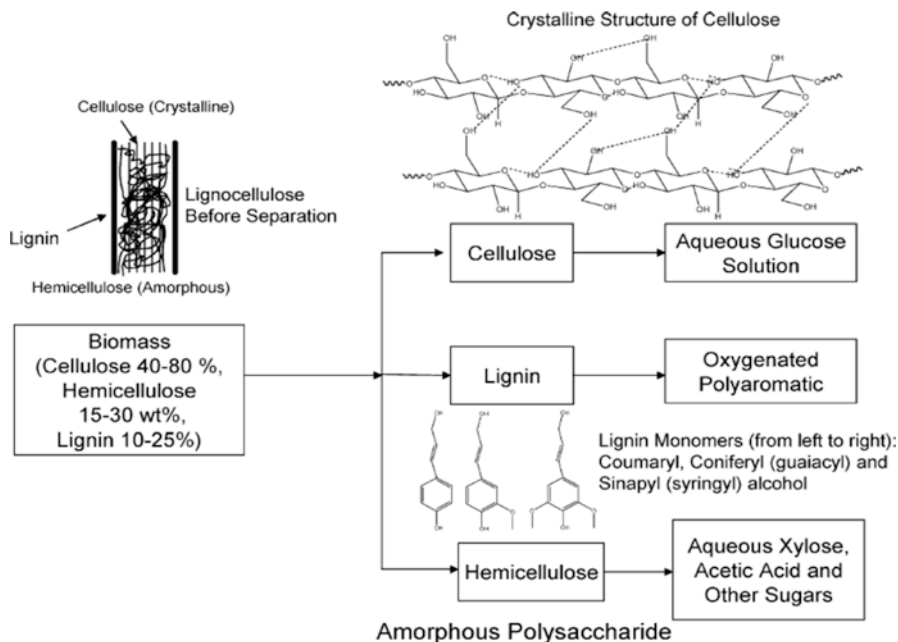 Crystalline Structure of Cellulose
Cellulose (Crystalline)
Lignocellulose
Before Separation
Lignin
Hemicellulose (Amorphous)
Biomass
(Cellulose 40-80 %,
Hemicellulose
15-30 wt%,
Lignin 10-25%)
Cellulose
Aqueous Glucose
Solution
Lignin
Oxygenated
Polyaromatic
Lignin Monomers (from left to right):
Coumaryl, Coniferyl (guaiacyl) and
Sinapyl (syringyl) alcohol
Hemicellulose
Aqueous Xylose,
Acetic Acid and
Other Sugars
Amorphous Polysaccharide